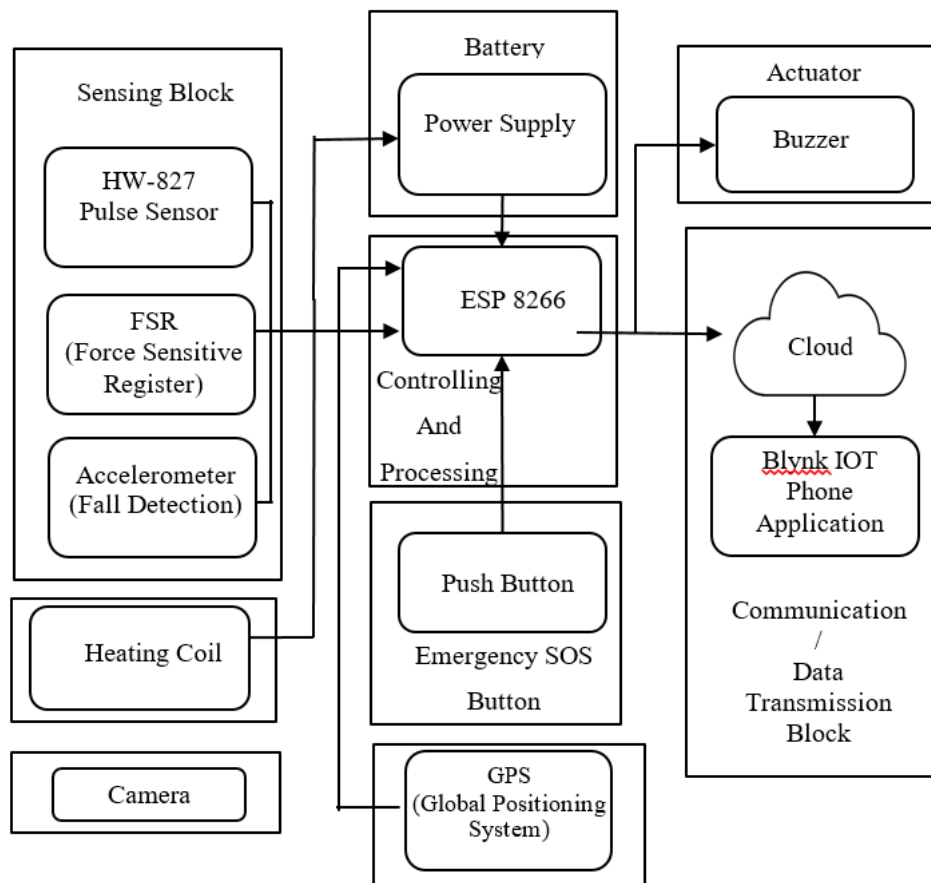 Sensing Block
HW-827
Pulse Sensor
FSR
(Force Sensitive
Register)
Accelerometer
(Fall Detection)
Heating Coil
Camera
Battery
Power Supply
ESP 8266
Controlling
And
Processing
Push Button
Emergency SOS
Button
GPS
(Global Positioning
System)
Actuator
Buzzer
Cloud
Blynk IOT
Phone
Application
Communication
/
Data
Transmission
Block